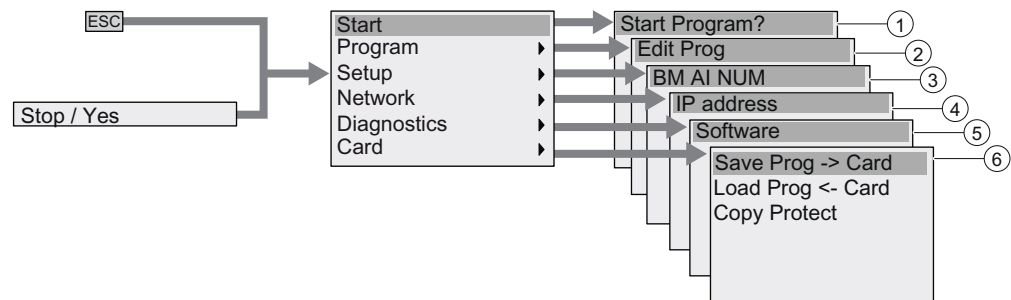 ESC
Stop / Yes
Start
Program
Setup
Network
Diagnostics
Card
Start Program?
1
Edit Prog
2
BM AI NUM
3
IP address
4
Software
5
Save Prog -> Card
6
Load Prog <- Card
Copy Protect